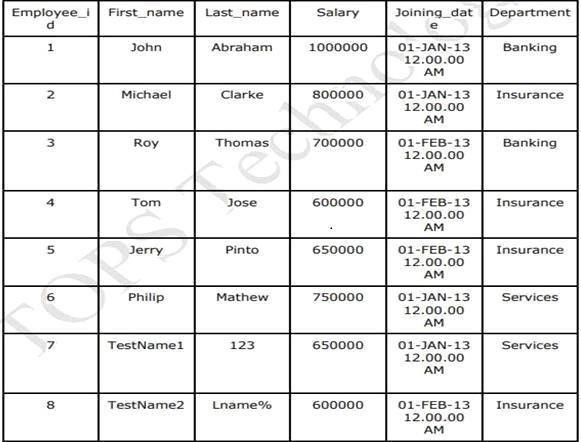 Employee_i First_name Last_name Salary Joining_dat Department
d e
1 John Abraham 1000000 01-JAN-13 Banking
12.00.00
AM
2 Michael Clarke 800000 01-JAN-13 Insurance
12.00.00
AM
3 Roy Thomas 700000 01-FEB-13 Banking
12.00.00
AM
4 Tom Jose 600000 01-FEB-13 Insurance
12.00.00
AM
5 Jerry Pinto 650000 01-FEB-13 Insurance
12.00.00
AM
6 Philip Mathew 750000 01-JAN-13 Services
12.00.00
AM
7 TestName1 123 650000 01-JAN-13 Services
12.00.00
AM
8 TestName2 Lname% 600000 01-FEB-13 Insurance
12.00.00
AM
TOPS Technolog